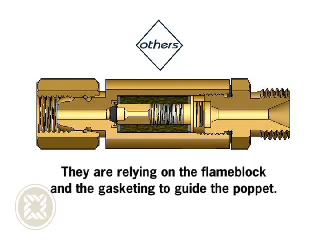 others
They are relying on the flameblock
and the gasketing to guide the poppet.